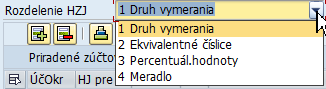 Rozdelenie HZJ 1 Druh vymerania
1 Druh vymerania
2 Ekvivalentné číslice
3 Percentuál.hodnoty
4 Meradlo
Priradené zúčto
ÚčOkr HJ pre